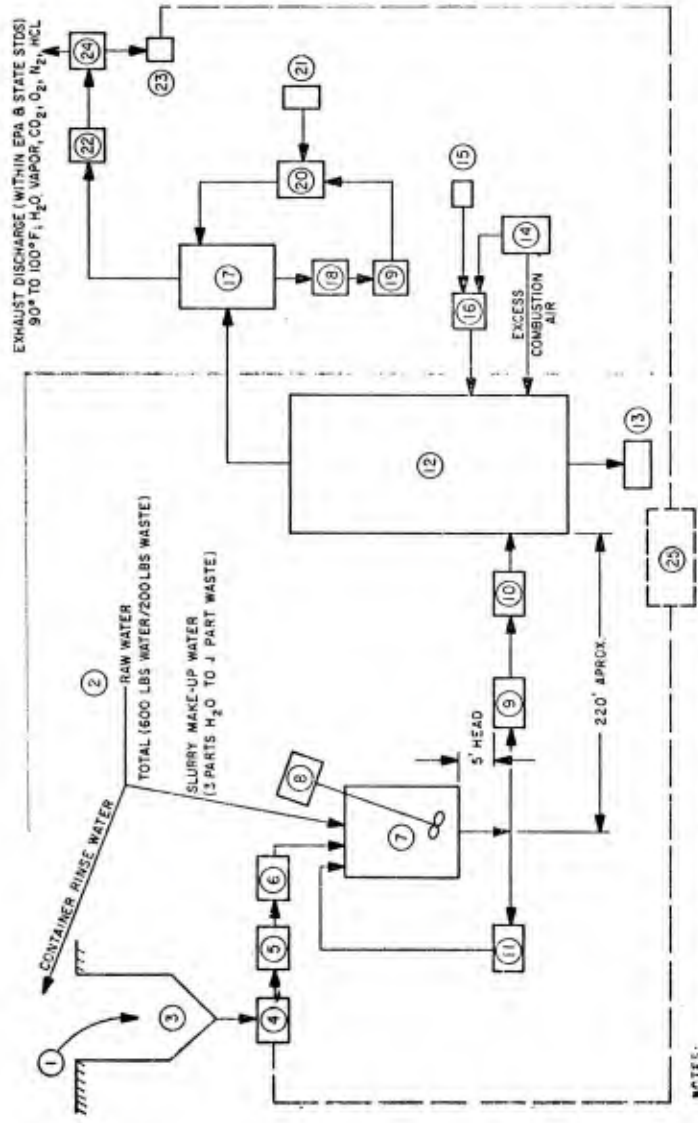 EXHAUST DISCHARGE (WITHIN EPA & STATE STDS)
90° TO 100°F; H₂O VAPOR, CO₂, O₂, N₂, HCL
1
CONTAINER RINSE WATER
2
RAW WATER
TOTAL (600 LBS WATER/200 LBS WASTE)
SLURRY MAKE-UP WATER
(3 PARTS H₂O TO 1 PART WASTE)
3
4
5
6
7
8
5' HEAD
9
10
11
220' APROX.
12
13
EXCESS
COMBUSTION
AIR
14
15
16
17
18
19
20
21
22
23
24
25
NOTES: